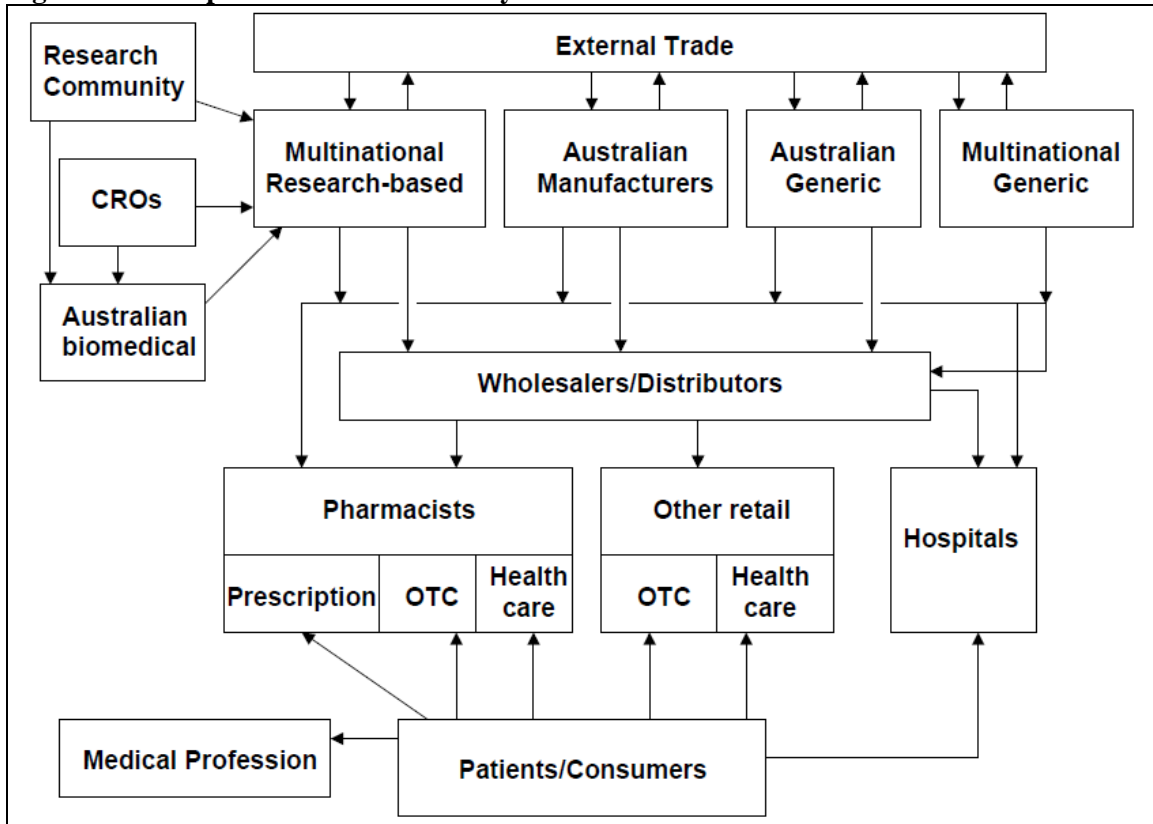 External Trade
Research
Community
Multinational
Research-based
Australian
Manufacturers
Australian
Generic
Multinational
Generic
CROs
Australian
biomedical
Wholesalers/Distributors
Pharmacists
Other retail
Hospitals
Prescription
OTC
Health
care
OTC
Health
care
Medical Profession
Patients/Consumers